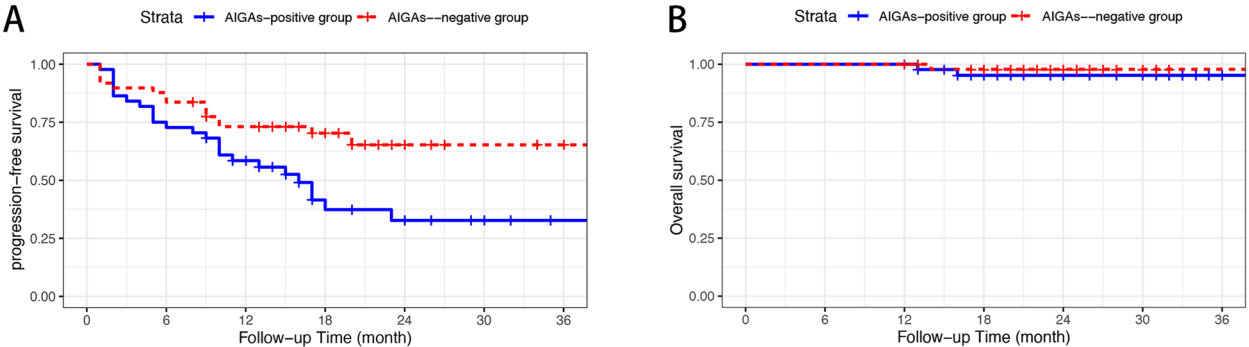 A
Strata AIGAs-positive group AIGAs--negative group
progression-free survival
1.00
0.75
0.50
0.25
0.00
0 6 12 18 24 30 36
Follow-up Time (month)
B
Strata AIGAs-positive group AIGAs--negative group
Overall survival
1.00
0.75
0.50
0.25
0.00
0 6 12 18 24 30 36
Follow-up Time (month)